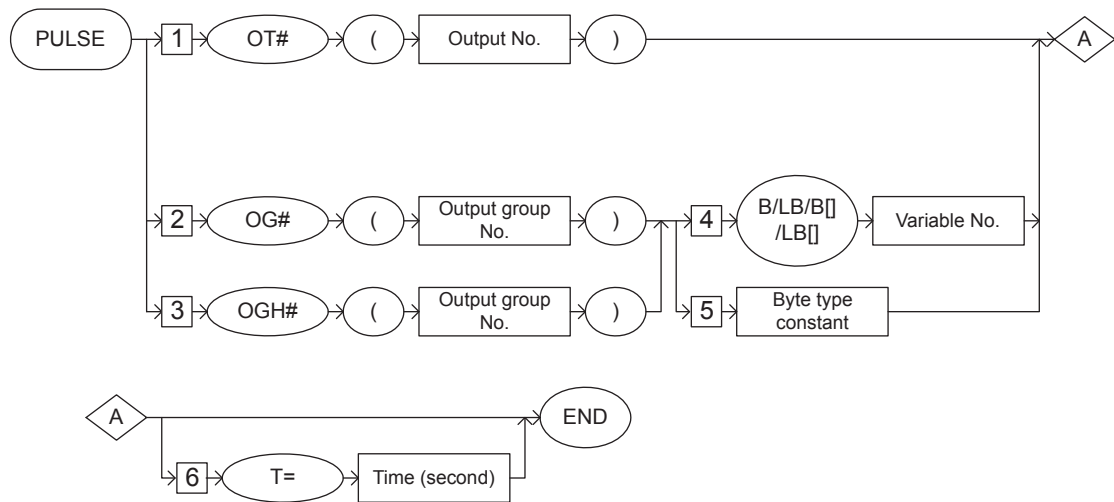 PULSE
1
OT#
(
Output No.
)
A
2
OG#
(
Output group
No.
)
4
B/LB/B[]
/LB[]
Variable No.
3
OGH#
(
Output group
No.
)
5
Byte type
constant
A
END
6
T=
Time (second)